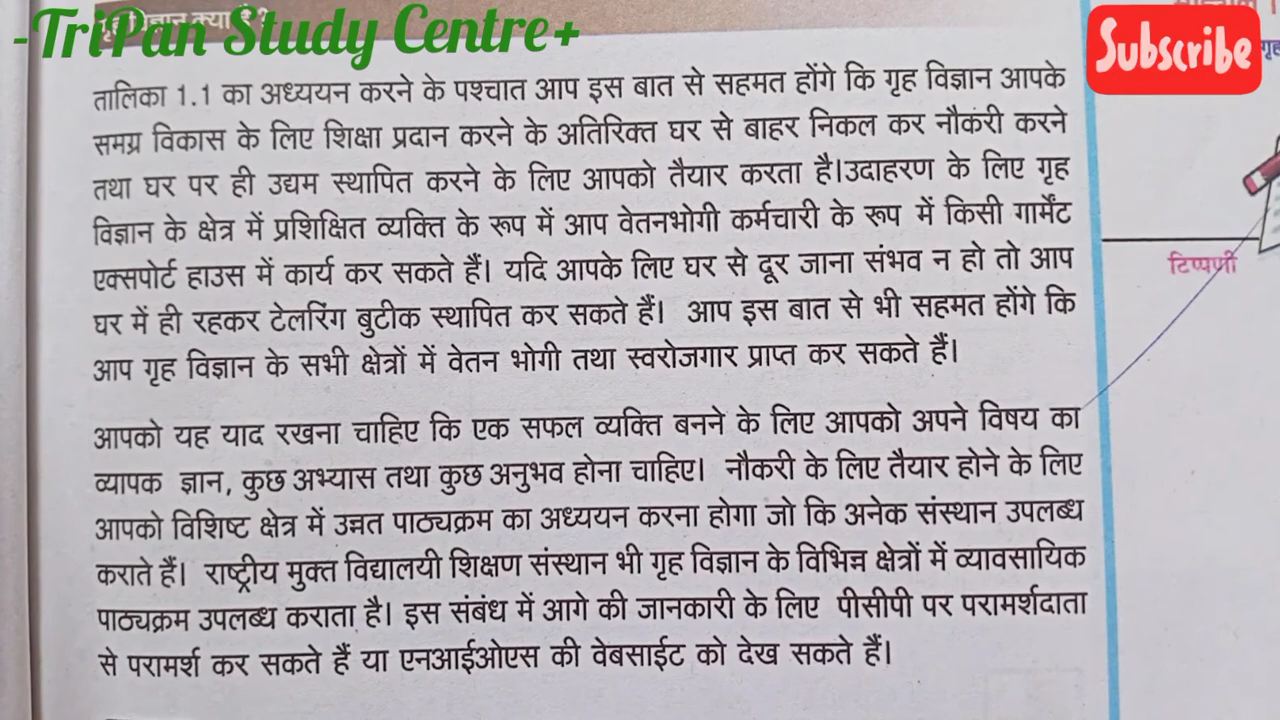 गृह विज्ञान क्या है ?
-TriPan Study Centre+
Subscribe
तालिका 1.1 का अध्ययन करने के पश्चात आप इस बात से सहमत होंगे कि गृह विज्ञान आपके
समग्र विकास के लिए शिक्षा प्रदान करने के अतिरिक्त घर से बाहर निकल कर नौकरी करने
तथा घर पर ही उद्यम स्थापित करने के लिए आपको तैयार करता है।उदाहरण के लिए गृह
विज्ञान के क्षेत्र में प्रशिक्षित व्यक्ति के रूप में आप वेतनभोगी कर्मचारी के रूप में किसी गार्मेंट
एक्सपोर्ट हाउस में कार्य कर सकते हैं। यदि आपके लिए घर से दूर जाना संभव न हो तो आप
घर में ही रहकर टेलरिंग बुटीक स्थापित कर सकते हैं। आप इस बात से भी सहमत होंगे कि
आप गृह विज्ञान के सभी क्षेत्रों में वेतन भोगी तथा स्वरोजगार प्राप्त कर सकते हैं।
आपको यह याद रखना चाहिए कि एक सफल व्यक्ति बनने के लिए आपको अपने विषय का
व्यापक ज्ञान, कुछ अभ्यास तथा कुछ अनुभव होना चाहिए। नौकरी के लिए तैयार होने के लिए
आपको विशिष्ट क्षेत्र में उन्नत पाठ्यक्रम का अध्ययन करना होगा जो कि अनेक संस्थान उपलब्ध
कराते हैं। राष्ट्रीय मुक्त विद्यालयी शिक्षण संस्थान भी गृह विज्ञान के विभिन्न क्षेत्रों में व्यावसायिक
पाठ्यक्रम उपलब्ध कराता है। इस संबंध में आगे की जानकारी के लिए पीसीपी पर परामर्शदाता
से परामर्श कर सकते हैं या एनआईओएस की वेबसाईट को देख सकते हैं।
गृह
टिप्पणी